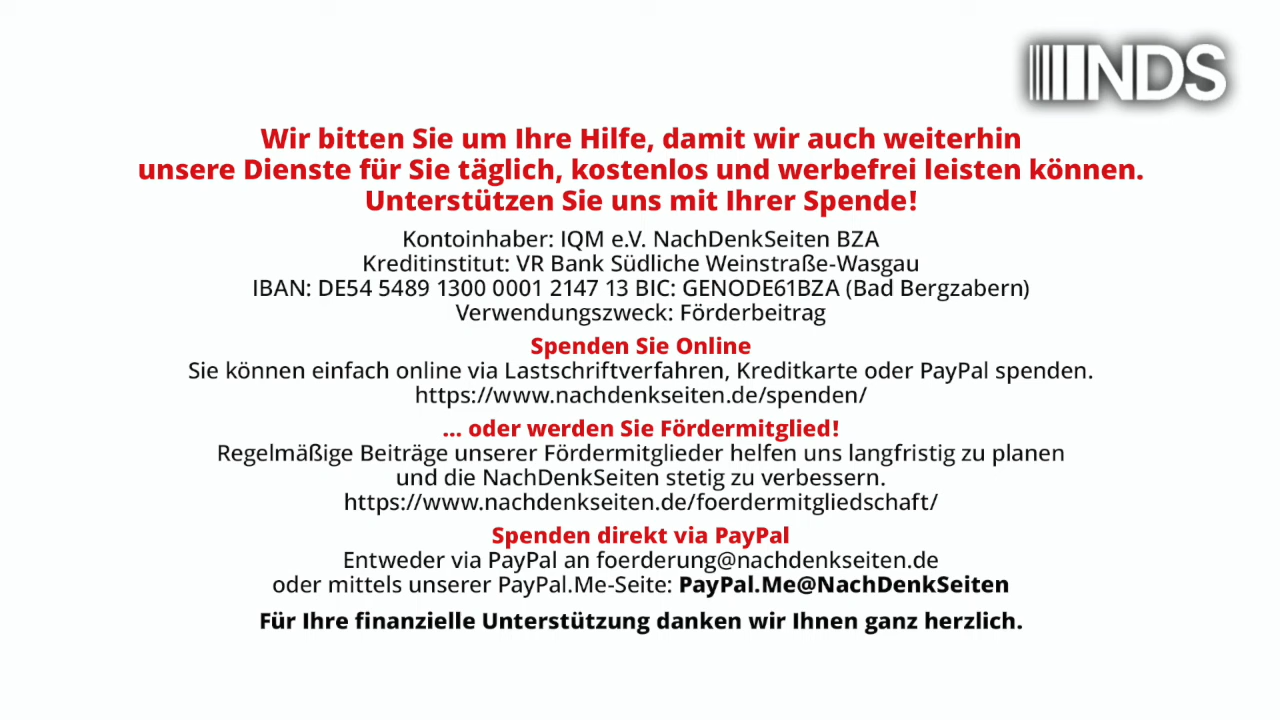 NDS
Wir bitten Sie um Ihre Hilfe, damit wir auch weiterhin
unsere Dienste für Sie täglich, kostenlos und werbefrei leisten können.
Unterstützen Sie uns mit Ihrer Spende!
Kontoinhaber: IQM e.V. NachDenkSeiten BZA
Kreditinstitut: VR Bank Südliche Weinstraße-Wasgau
IBAN: DE54 5489 1300 0001 2147 13 BIC: GENODE61BZA (Bad Bergzabern)
Verwendungszweck: Förderbeitrag
Spenden Sie Online
Sie können einfach online via Lastschriftverfahren, Kreditkarte oder PayPal spenden.
https://www.nachdenkseiten.de/spenden/
... oder werden Sie Fördermitglied!
Regelmäßige Beiträge unserer Fördermitglieder helfen uns langfristig zu planen
und die NachDenkSeiten stetig zu verbessern.
https://www.nachdenkseiten.de/foerdermitgliedschaft/
Spenden direkt via PayPal
Entweder via PayPal an foerderung@nachdenkseiten.de
oder mittels unserer PayPal.Me-Seite: PayPal.Me@NachDenkSeiten
Für Ihre finanzielle Unterstützung danken wir Ihnen ganz herzlich.